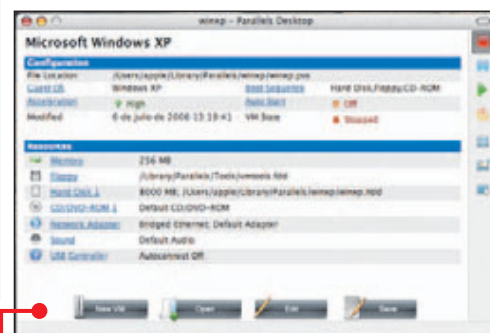 winxp - Parallels Desktop
Microsoft Windows XP
Configuration
File Location /Users/apple/Library/Parallels/winxp/winxp.pvs
Guest OS Windows XP Boot Sequence Hard Disk,Floppy,CD-ROM
Acceleration High Auto Start Off
Modified 6 de julio de 2006 13:19:41 VM State Stopped
Resources
Memory 256 MB
Floppy /Library/Parallels/Tools/vmtools.fdd
Hard Disk 1 8000 MB, /Users/apple/Library/Parallels/winxp/winxp.hdd
CD/DVD-ROM 1 Default CD/DVD-ROM
Network Adapter Bridged Ethernet, Default Adapter
Sound Default Audio
USB Controller Autoconnect Off
New VM Open Edit Save